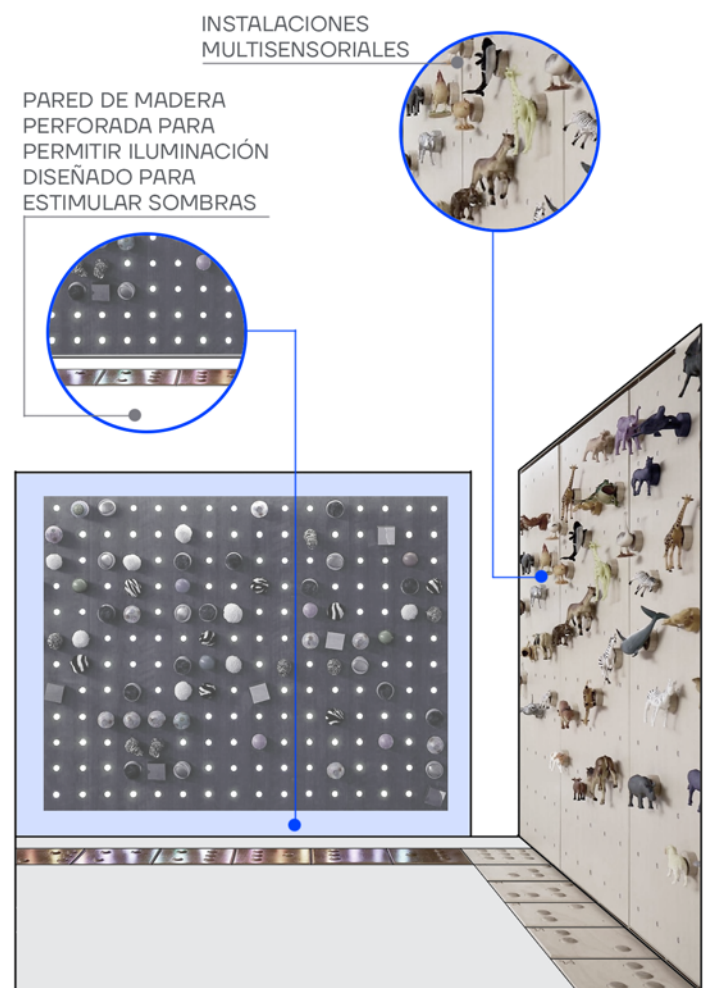 INSTALACIONES
MULTISENSORIALES
PARED DE MADERA
PERFORADA PARA
PERMITIR ILUMINACIÓN
DISEÑADO PARA
ESTIMULAR SOMBRAS